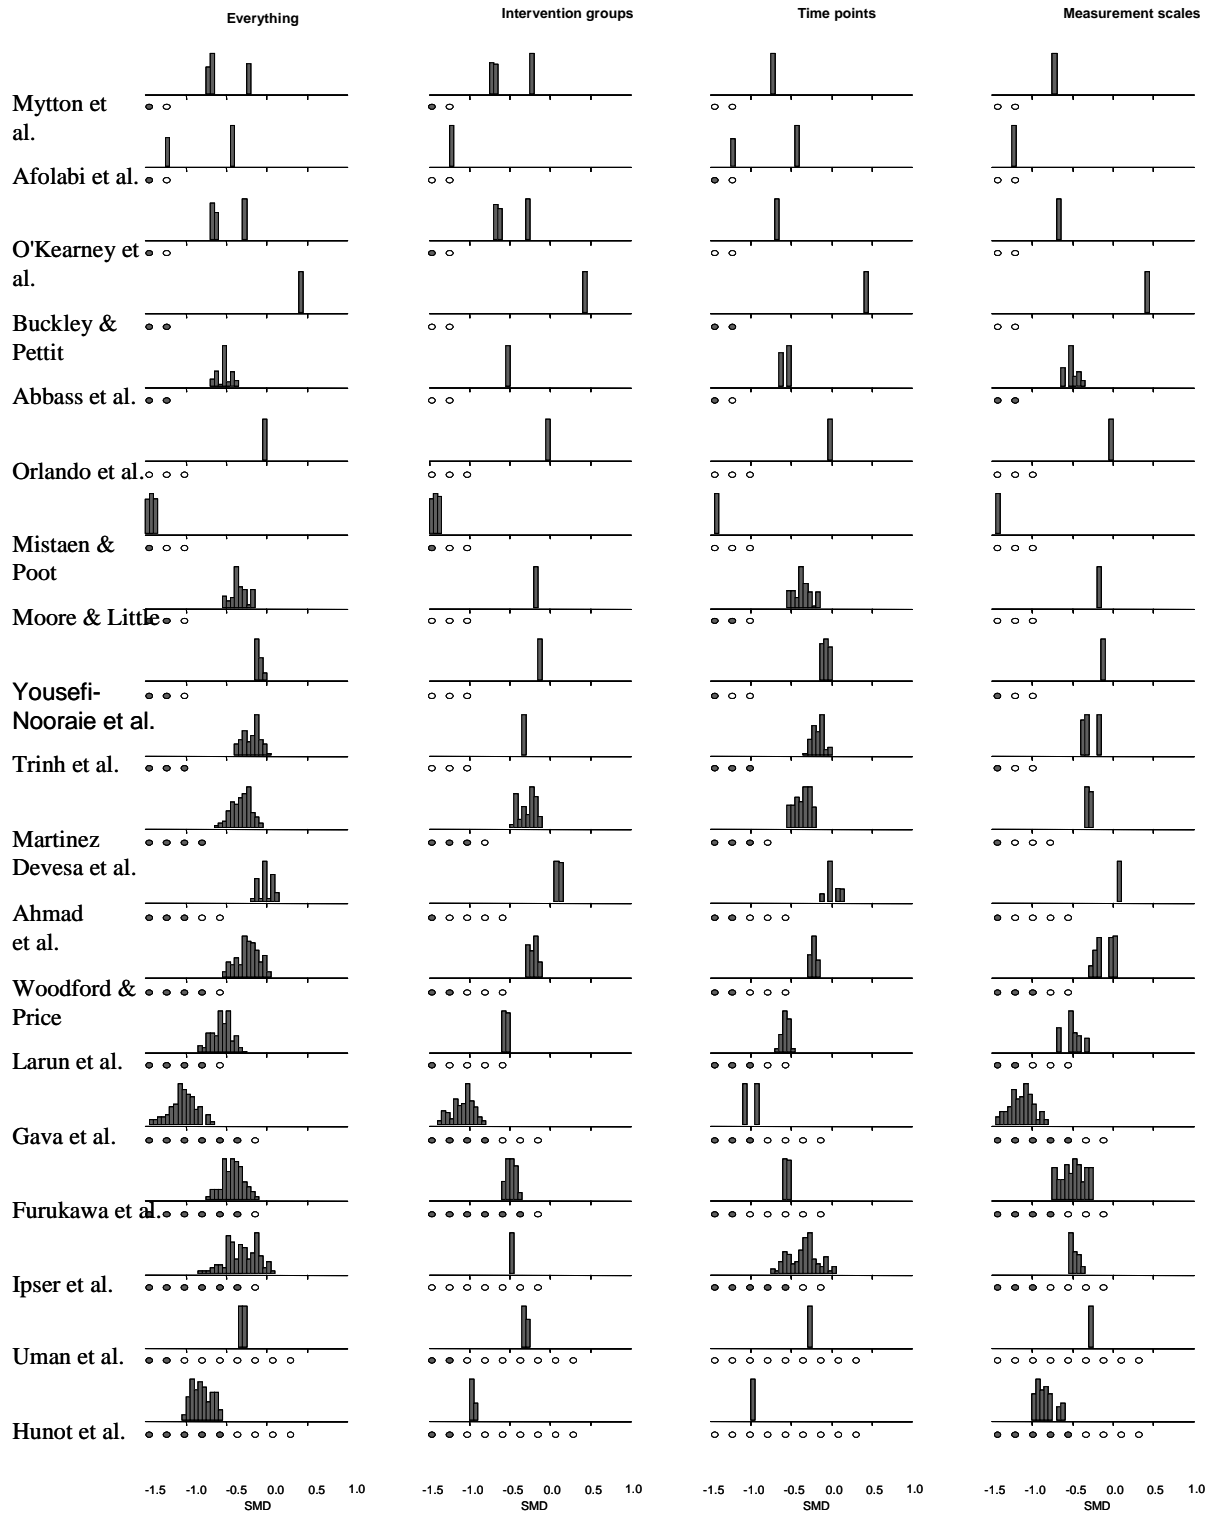 Everything
Intervention groups
Time points
Measurement scales
Mytton et
al.
Afolabi et al.
O'Kearney et
al.
Buckley &
Pettit
Abbass et al.
Orlando et al.
Mistaen &
Poot
Moore & Little
Yousefi-
Nooraie et al.
Trinh et al.
Martinez
Devesa et al.
Ahmad
et al.
Woodford &
Price
Larun et al.
Gava et al.
Furukawa et al.
Ipser et al.
Uman et al.
Hunot et al.
-1.5 -1.0 -0.5 0.0 0.5 1.0
SMD
-1.5 -1.0 -0.5 0.0 0.5 1.0
SMD
-1.5 -1.0 -0.5 0.0 0.5 1.0
SMD
-1.5 -1.0 -0.5 0.0 0.5 1.0
SMD